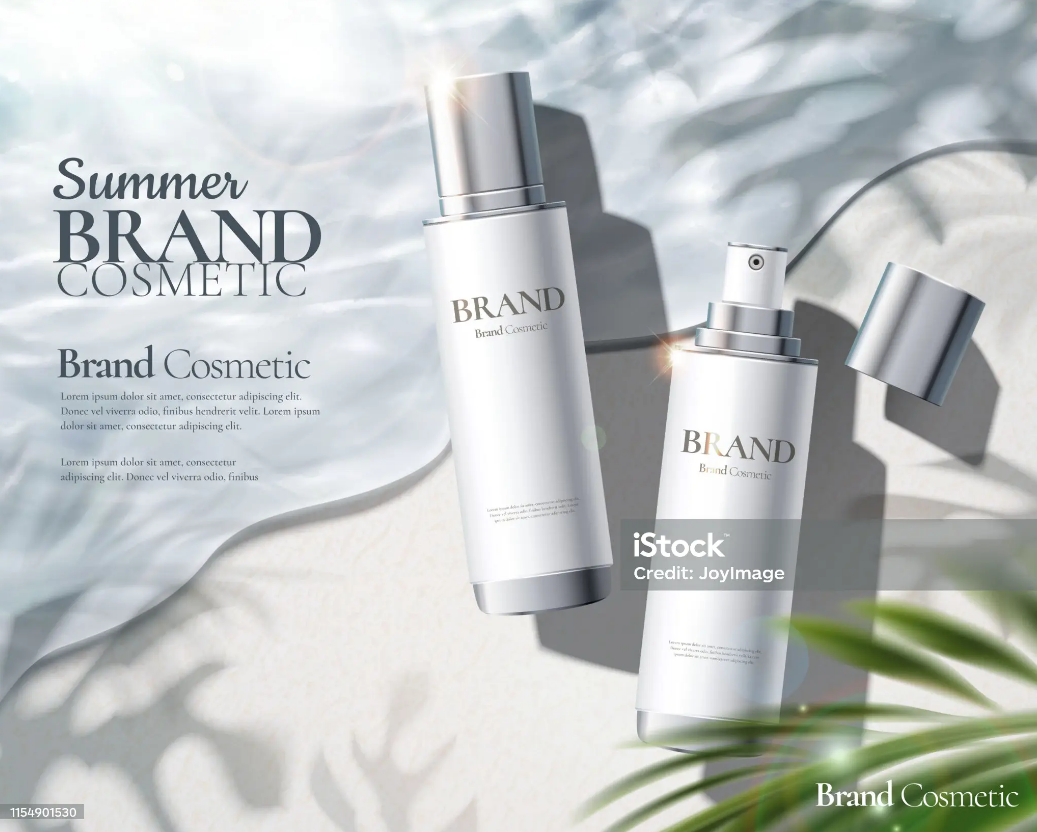 Summer
BRAND
COSMETIC
Brand Cosmetic
Lorem ipsum dolor sit amet, consectetur adipiscing elit.
Donec vel viverra odio, finibus hendrerit velit. Lorem ipsum
dolor sit amet, consectetur adipiscing elit.
Lorem ipsum dolor sit amet, consectetur
adipiscing elit. Donec vel viverra odio, finibus
BRAND
Brand Cosmetic
BRAND
Brand Cosmetic
iStock™
Credit: JoyImage
Brand Cosmetic
1154901530